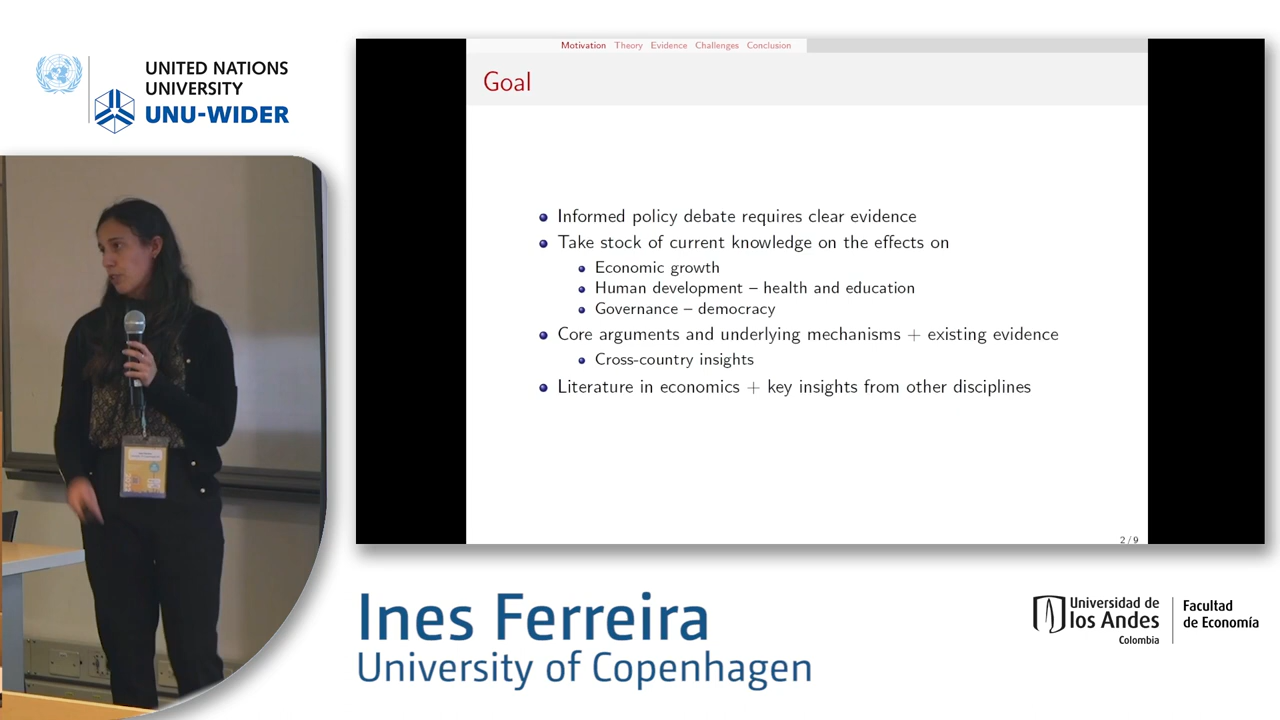 UNITED NATIONS
UNIVERSITY
UNU-WIDER
Motivation Theory Evidence Challenges Conclusion
Goal
Informed policy debate requires clear evidence
Take stock of current knowledge on the effects on
Economic growth
Human development – health and education
Governance – democracy
Core arguments and underlying mechanisms + existing evidence
Cross-country insights
Literature in economics + key insights from other disciplines
2 / 9
Ines Ferreira
University of Copenhagen
Universidad de
los Andes
Colombia
Facultad
de Economía